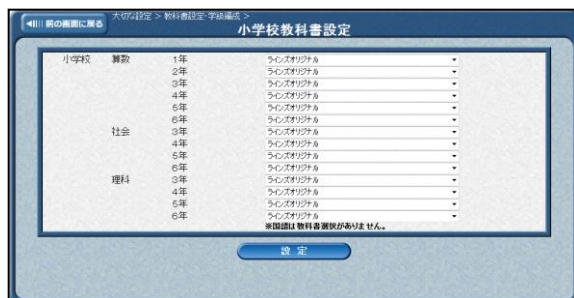 前の画面に戻る
大切な設定 > 教科書設定・学級編成 >
小学校教科書設定
小学校 算数 1年 ラインズオリジナル
2年 ラインズオリジナル
3年 ラインズオリジナル
4年 ラインズオリジナル
5年 ラインズオリジナル
6年 ラインズオリジナル
社会 3年 ラインズオリジナル
4年 ラインズオリジナル
5年 ラインズオリジナル
6年 ラインズオリジナル
理科 3年 ラインズオリジナル
4年 ラインズオリジナル
5年 ラインズオリジナル
6年 ラインズオリジナル
※国語は教科書選択がありません。
設 定